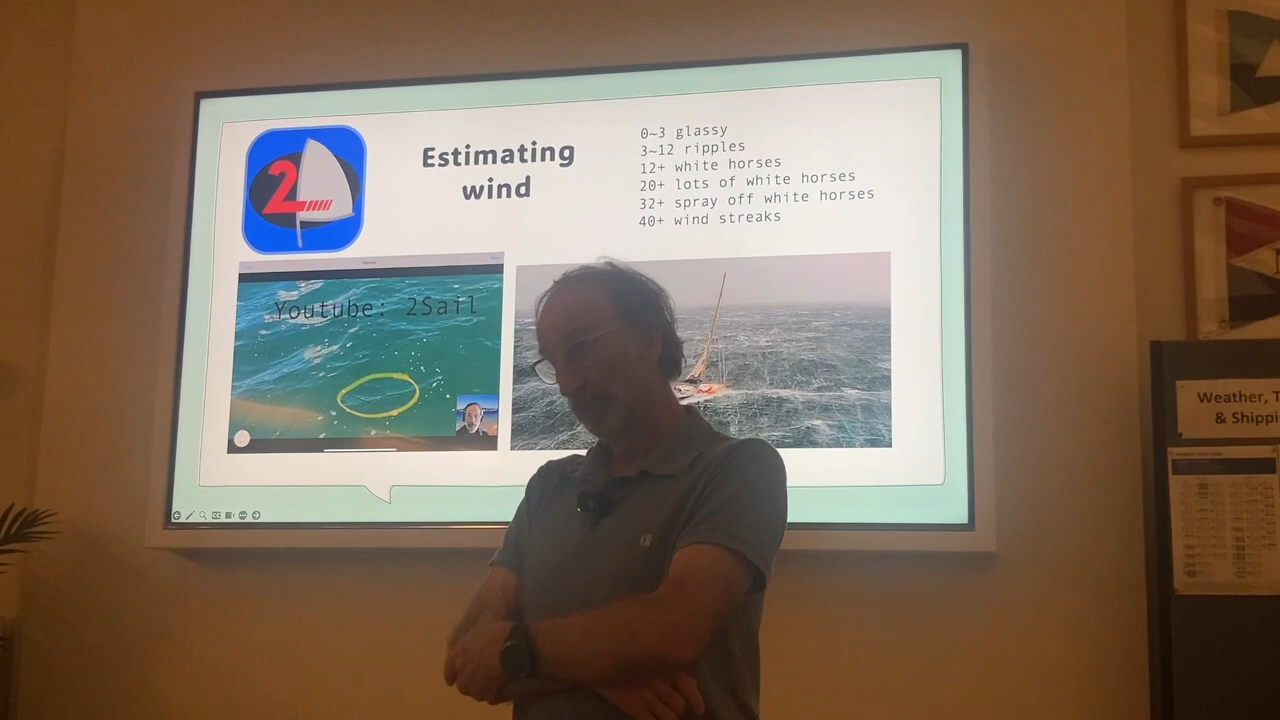 2
Estimating
wind
0~3 glassy
3~12 ripples
12+ white horses
20+ lots of white horses
32+ spray off white horses
40+ wind streaks
Youtube: 2Sail
Weather, T
& Shippi